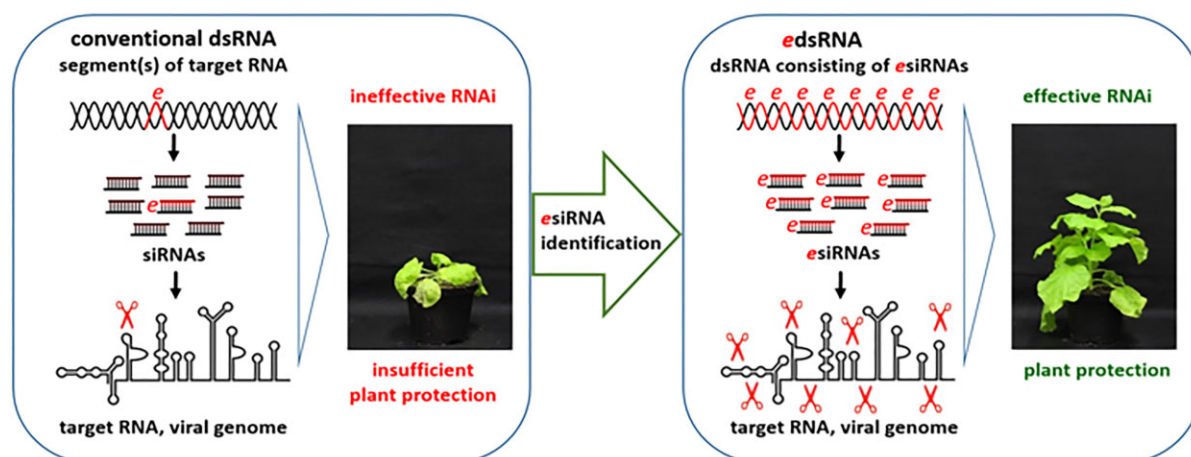 conventional dsRNA
segment(s) of target RNA
e
ineffective RNAi
e
siRNAs
target RNA, viral genome
insufficient
plant protection
esiRNA
identification
edsRNA
dsRNA consisting of esiRNAs
e e e e e e e e
effective RNAi
e e e
e e e
e e
esiRNAs
target RNA, viral genome
plant protection